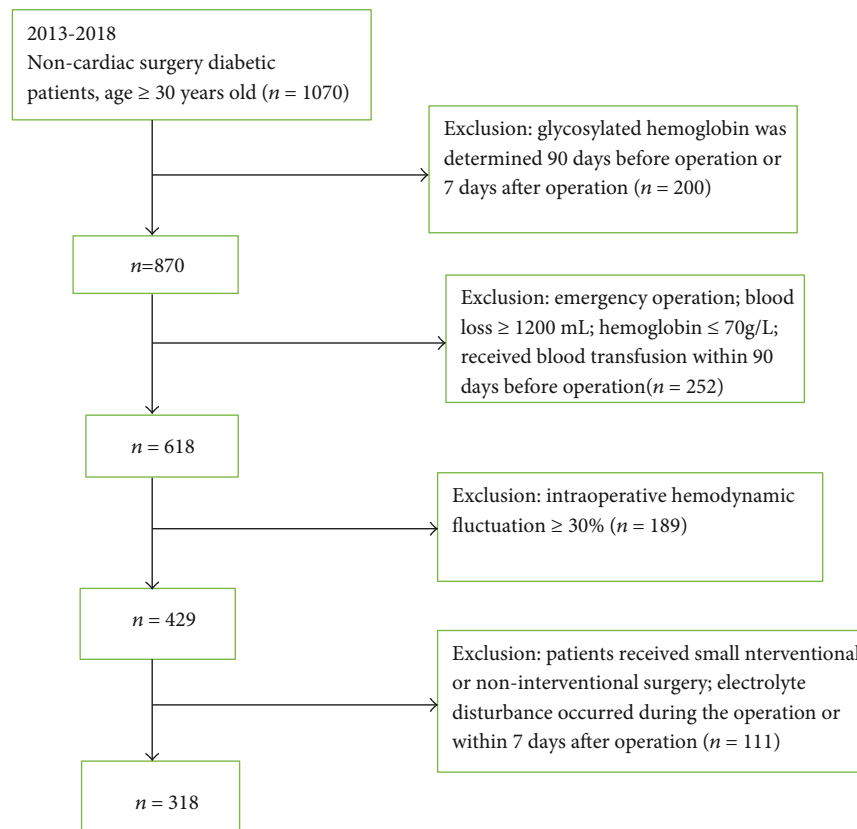 2013-2018
Non-cardiac surgery diabetic
patients, age ≥ 30 years old (n = 1070)
Exclusion: glycosylated hemoglobin was
determined 90 days before operation or
7 days after operation (n = 200)
n=870
Exclusion: emergency operation; blood
loss ≥ 1200 mL; hemoglobin ≤ 70g/L;
received blood transfusion within 90
days before operation(n = 252)
n = 618
Exclusion: intraoperative hemodynamic
fluctuation ≥ 30% (n = 189)
n = 429
Exclusion: patients received small nterventional
or non-interventional surgery; electrolyte
disturbance occurred during the operation or
within 7 days after operation (n = 111)
n = 318